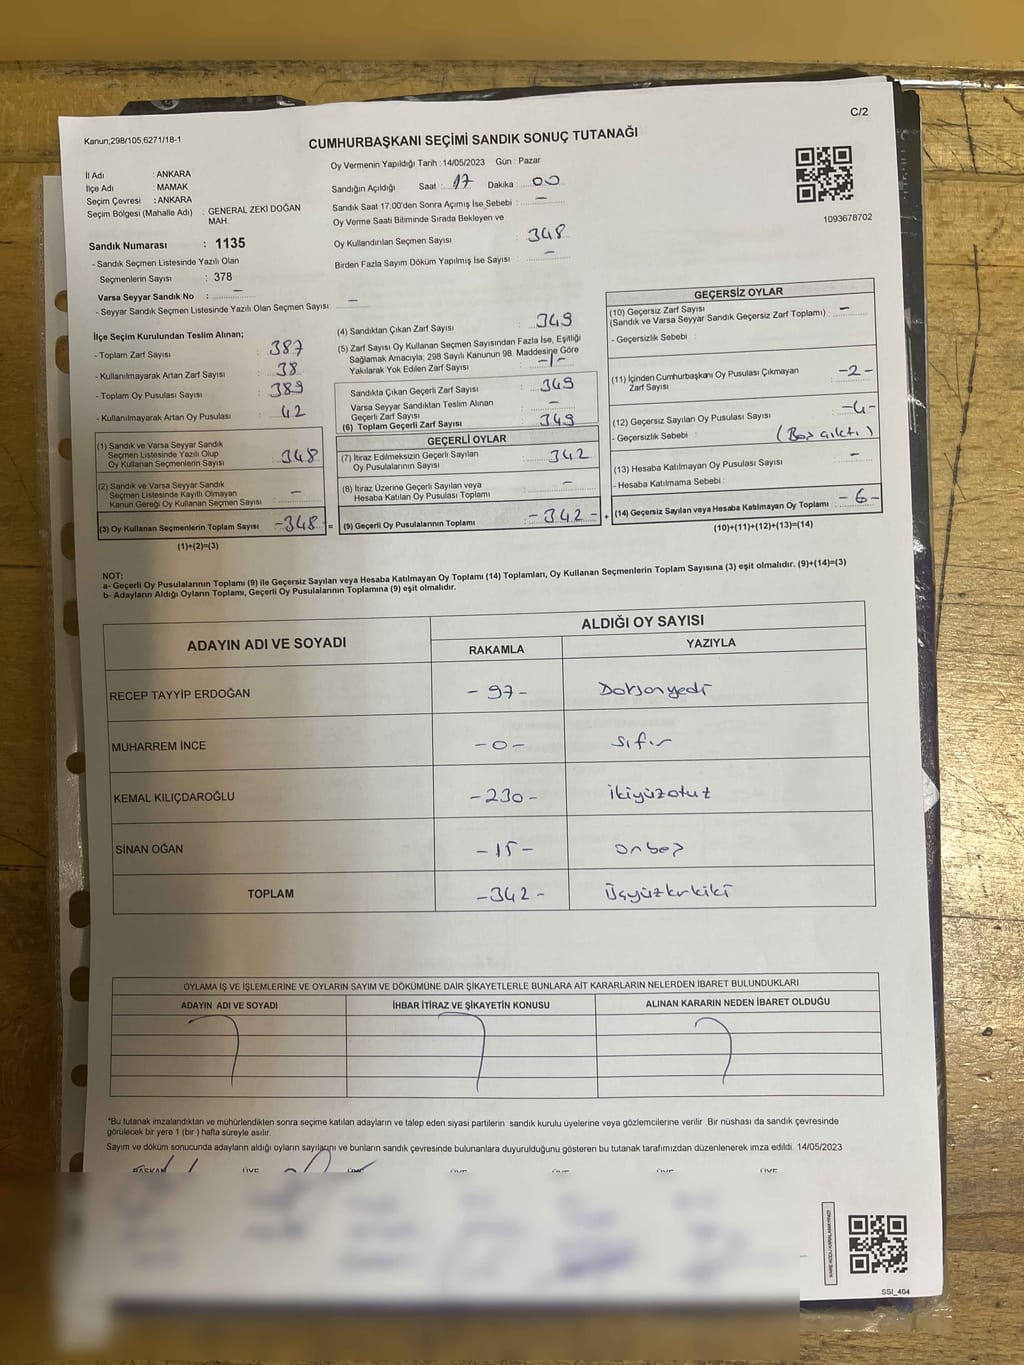 C/2
Kanun;298/105,6271/18-1
CUMHURBAŞKANI SEÇİMİ SANDIK SONUÇ TUTANAĞI
Oy Vermenin Yapıldığı Tarih : 14/05/2023 Gün : Pazar
İl Adı : ANKARA
İlçe Adı : MAMAK
Seçim Çevresi : ANKARA
Seçim Bölgesi (Mahalle Adı) : GENERAL ZEKİ DOĞAN MAH.
Sandığın Açıldığı Saat : 17 Dakika : 00
Sandık Saat 17.00'den Sonra Açımış İse Sebebi : -
Oy Verme Saati Bitiminde Sırada Bekleyen ve
Oy Kullandırılan Seçmen Sayısı : 348
Birden Fazla Sayım Döküm Yapılmış İse Sayısı : -
1093678702
Sandık Numarası : 1135
- Sandık Seçmen Listesinde Yazılı Olan
Seçmenlerin Sayısı : 378
Varsa Seyyar Sandık No : -
- Seyyar Sandık Seçmen Listesinde Yazılı Olan Seçmen Sayısı : -
İlçe Seçim Kurulundan Teslim Alınan;
- Toplam Zarf Sayısı : 387
- Kullanılmayarak Artan Zarf Sayısı : 38
- Toplam Oy Pusulası Sayısı : 389
- Kullanılmayarak Artan Oy Pusulası : 42
(1) Sandık ve Varsa Seyyar Sandık
Seçmen Listesinde Yazılı Olup
Oy Kullanan Seçmenlerin Sayısı : 348
(2) Sandık ve Varsa Seyyar Sandık
Seçmen Listesinde Kayıtlı Olmayan
Kanun Gereği Oy Kullanan Seçmen Sayısı : -
(3) Oy Kullanan Seçmenlerin Toplam Sayısı : -348 =
(1)+(2)=(3)
(4) Sandıktan Çıkan Zarf Sayısı : 349
(5) Zarf Sayısı Oy Kullanan Seçmen Sayısından Fazla İse, Eşitliği
Sağlamak Amacıyla; 298 Sayılı Kanunun 98. Maddesine Göre
Yakılarak Yok Edilen Zarf Sayısı : -1-
Sandıkta Çıkan Geçerli Zarf Sayısı : 349
Varsa Seyyar Sandıktan Teslim Alınan
Geçerli Zarf Sayısı : -
(6) Toplam Geçerli Zarf Sayısı : 349
GEÇERLİ OYLAR
(7) İtiraz Edilmeksizin Geçerli Sayılan
Oy Pusulalarının Sayısı : 342
(8) İtiraz Üzerine Geçerli Sayılan veya
Hesaba Katılan Oy Pusulası Toplamı : -
(9) Geçerli Oy Pusulalarının Toplamı : -342- +
GEÇERSİZ OYLAR
(10) Geçersiz Zarf Sayısı
(Sandık ve Varsa Seyyar Sandık Geçersiz Zarf Toplamı) : -
- Geçersizlik Sebebi :
(11) İçinden Cumhurbaşkanı Oy Pusulası Çıkmayan
Zarf Sayısı : -2-
(12) Geçersiz Sayılan Oy Pusulası Sayısı : -4-
- Geçersizlik Sebebi : (Boş çıktı)
(13) Hesaba Katılmayan Oy Pusulası Sayısı : -
- Hesaba Katılmama Sebebi :
(14) Geçersiz Sayılan veya Hesaba Katılmayan Oy Toplamı : -6-
(10)+(11)+(12)+(13)=(14)
NOT:
a- Geçerli Oy Pusulalarının Toplamı (9) ile Geçersiz Sayılan veya Hesaba Katılmayan Oy Toplamı (14) Toplamları, Oy Kullanan Seçmenlerin Toplam Sayısına (3) eşit olmalıdır. (9)+(14)=(3)
b- Adayların Aldığı Oyların Toplamı, Geçerli Oy Pusulalarının Toplamına (9) eşit olmalıdır.
ADAYIN ADI VE SOYADI ALDIĞI OY SAYISI
RAKAMLA YAZIYLA
RECEP TAYYİP ERDOĞAN -97- Doksanyedi
MUHARREM İNCE -0- sıfır
KEMAL KILIÇDAROĞLU -230- ikiyüzotuz
SİNAN OĞAN -15- onbeş
TOPLAM -342- Üçyüzkırkiki
OYLAMA İŞ VE İŞLEMLERİNE VE OYLARIN SAYIM VE DÖKÜMÜNE DAİR ŞİKAYETLERLE BUNLARA AİT KARARLARIN NELERDEN İBARET BULUNDUKLARI
ADAYIN ADI VE SOYADI İHBAR İTİRAZ VE ŞİKAYETİN KONUSU ALINAN KARARIN NEDEN İBARET OLDUĞU
*Bu tutanak imzalandıktan ve mühürlendikten sonra seçime katılan adayların ve talep eden siyasi partilerin sandık kurulu üyelerine veya gözlemcilerine verilir. Bir nüshası da sandık çevresinde
görülecek bir yere 1 (bir ) hafta süreyle asılır.
Sayım ve döküm sonucunda adayların aldığı oyların sayılarını ve bunların sandık çevresinde bulunanlara duyurulduğunu gösteren bu tutanak tarafımızdan düzenlenerek imza edildi. 14/05/2023
BAŞKAN ÜYE ÜYE ÜYE ÜYE ÜYE ÜYE
SSI_404